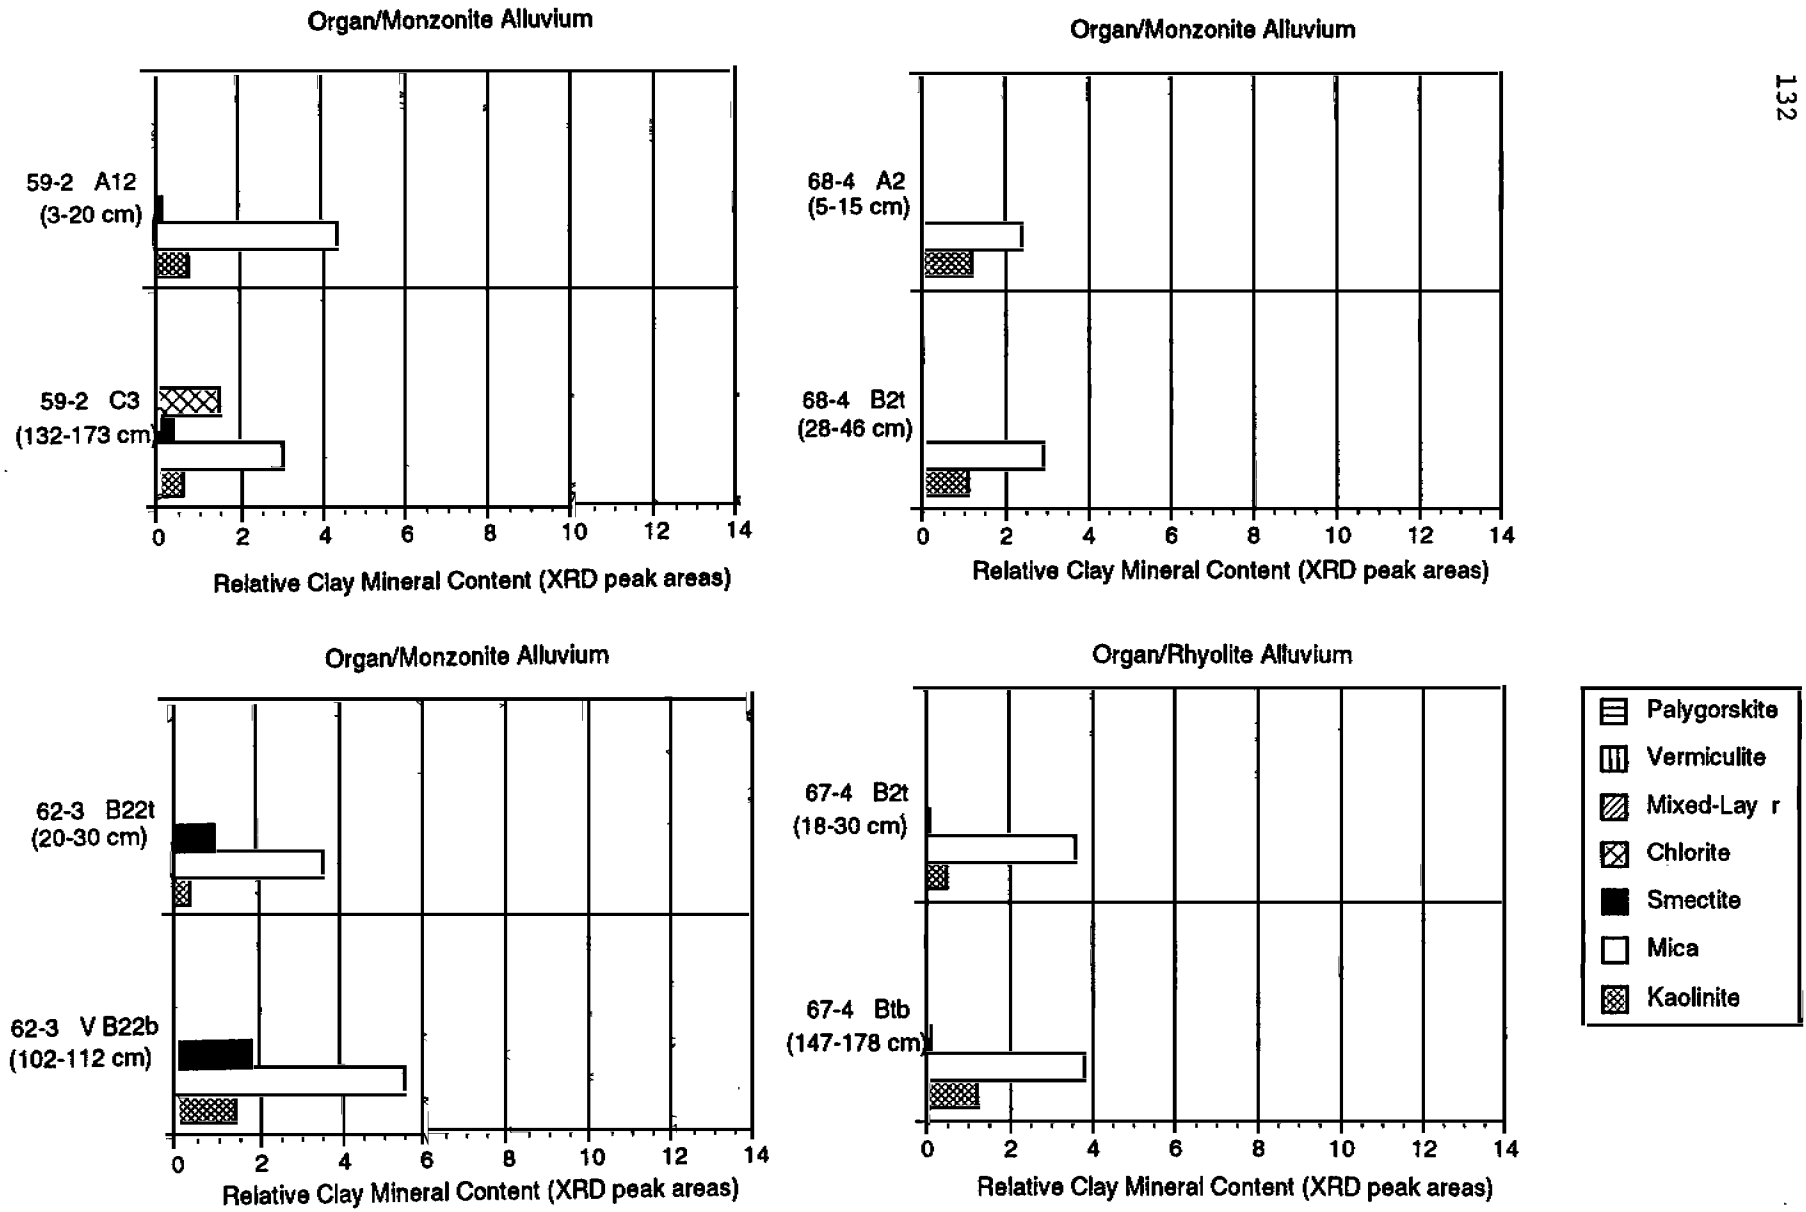 132
Organ/Monzonite Alluvium
59-2 A12
(3-20 cm)
59-2 C3
(132-173 cm)
0 2 4 6 8 10 12 14
Relative Clay Mineral Content (XRD peak areas)
Organ/Monzonite Alluvium
68-4 A2
(5-15 cm)
68-4 B2t
(28-46 cm)
0 2 4 6 8 10 12 14
Relative Clay Mineral Content (XRD peak areas)
Organ/Monzonite Alluvium
62-3 B22t
(20-30 cm)
62-3 V B22b
(102-112 cm)
0 2 4 6 8 10 12 14
Relative Clay Mineral Content (XRD peak areas)
Organ/Rhyolite Alluvium
67-4 B2t
(18-30 cm)
67-4 Btb
(147-178 cm)
0 2 4 6 8 10 12 14
Relative Clay Mineral Content (XRD peak areas)
Palygorskite
Vermiculite
Mixed-Lay r
Chlorite
Smectite
Mica
Kaolinite